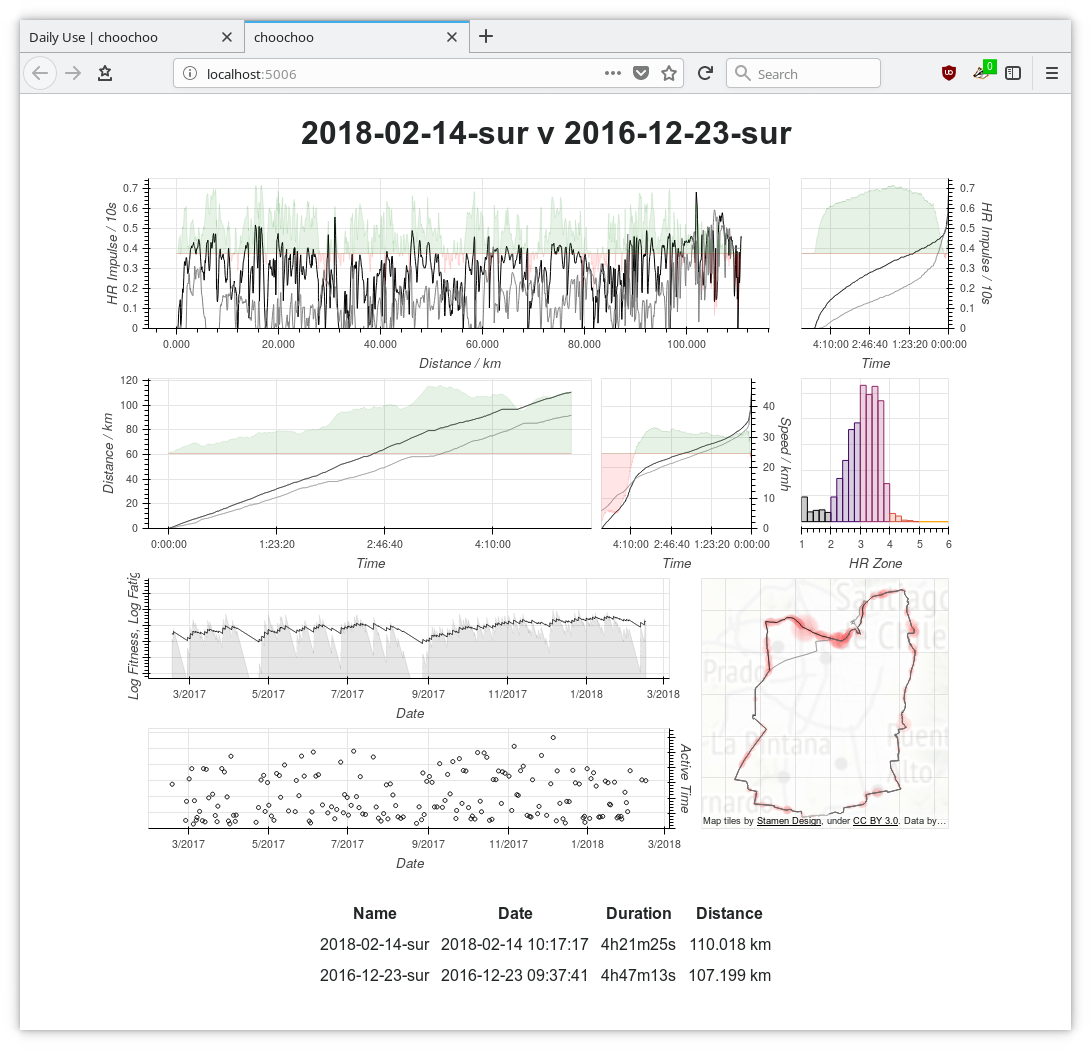 Daily Use | choochoo
choochoo
localhost:5006
Search
0
2018-02-14-sur v 2016-12-23-sur
HR Impulse / 10s
0.7
0.6
0.5
0.4
0.3
0.2
0.1
0
0.000 20.000 40.000 60.000 80.000 100.000
Distance / km
0.7
0.6
0.5
0.4
0.3
0.2
0.1
0
HR Impulse / 10s
4:10:00 2:46:40 1:23:20 0:00:00
Time
Distance / km
120
100
80
60
40
20
0
0:00:00 1:23:20 2:46:40 4:10:00
Time
40
30
20
10
0
Speed / kmh
4:10:00 2:46:40 1:23:20 0:00:00
Time
1 2 3 4 5 6
HR Zone
Log Fitness, Log Fatig
3/2017 5/2017 7/2017 9/2017 11/2017 1/2018 3/2018
Date
Active Time
3/2017 5/2017 7/2017 9/2017 11/2017 1/2018 3/2018
Date
Santiago
de Chile
Prado
La Pintana
Puent
Alto
rnardo
Map tiles by Stamen Design, under CC BY 3.0. Data by...
Name Date Duration Distance
2018-02-14-sur 2018-02-14 10:17:17 4h21m25s 110.018 km
2016-12-23-sur 2016-12-23 09:37:41 4h47m13s 107.199 km